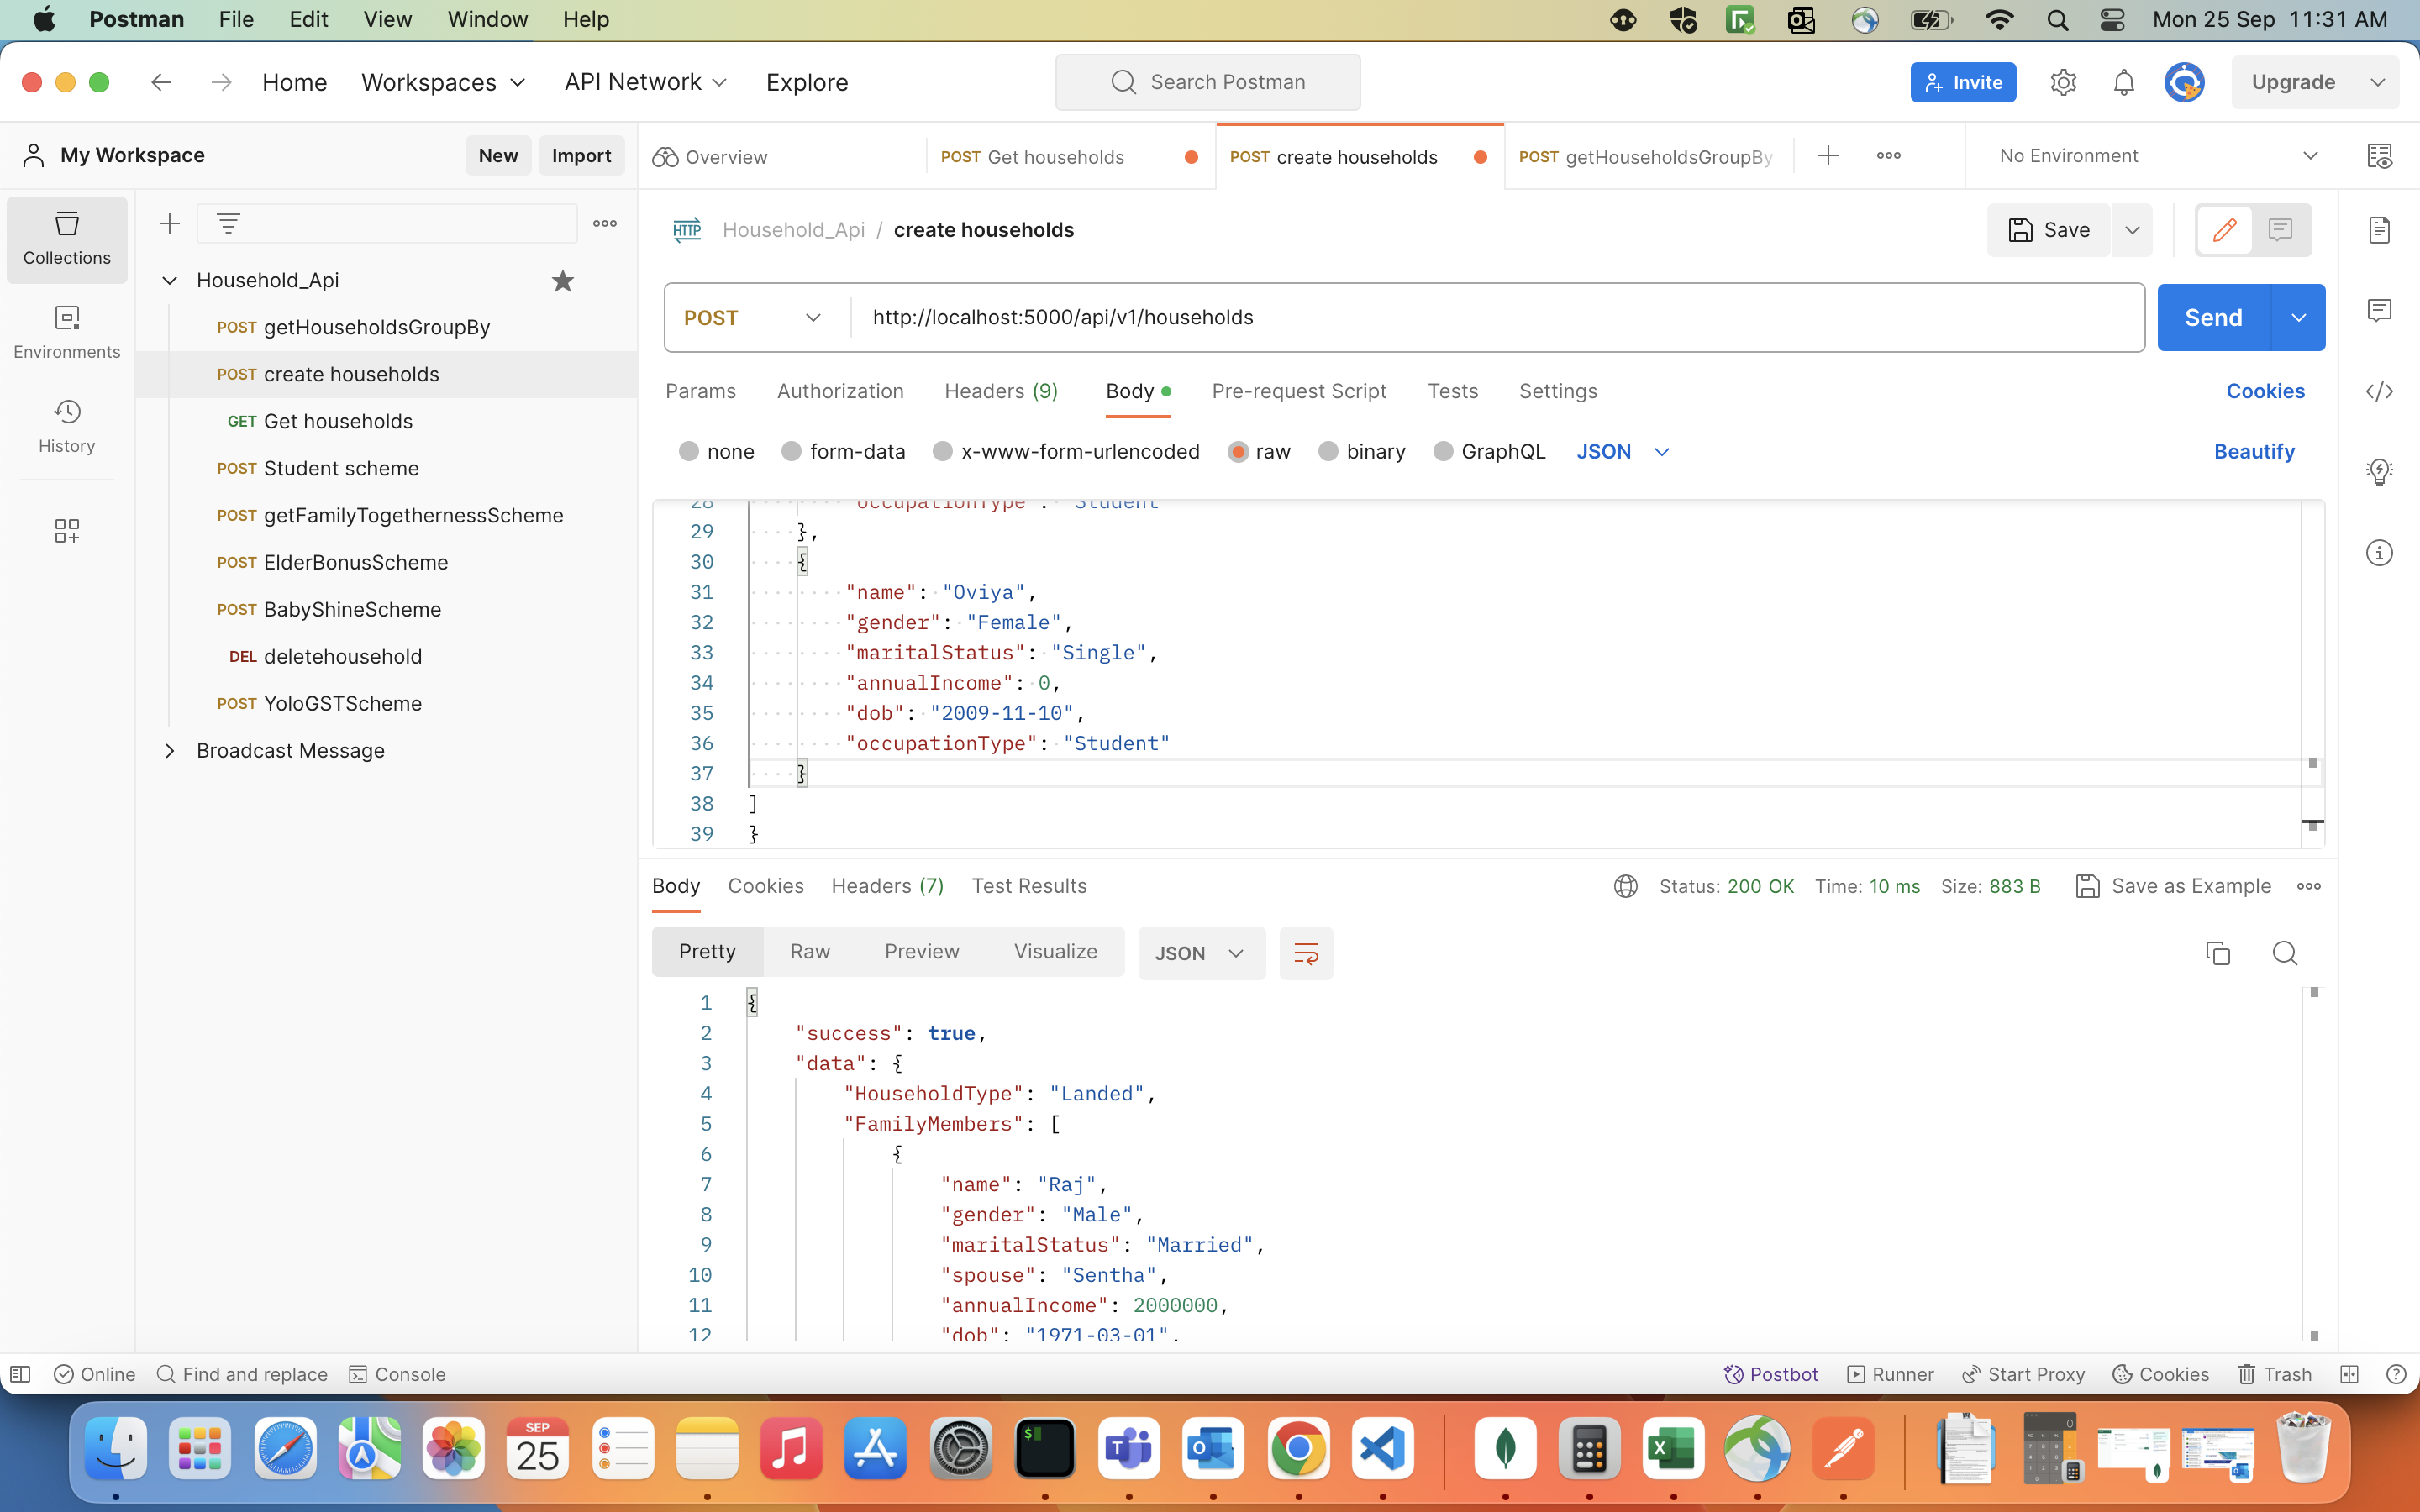 Postman File Edit View Window Help Mon 25 Sep 11:31 AM
Home Workspaces API Network Explore Search Postman Invite Upgrade
My Workspace New Import Overview POST Get households POST create households POST getHouseholdsGroupBy No Environment
Collections
Environments
History
Household_Api
POST getHouseholdsGroupBy
POST create households
GET Get households
POST Student scheme
POST getFamilyTogethernessScheme
POST ElderBonusScheme
POST BabyShineScheme
DEL deletehousehold
POST YoloGSTScheme
Broadcast Message
HTTP Household_Api / create households Save
POST http://localhost:5000/api/v1/households Send
Params Authorization Headers (9) Body Pre-request Script Tests Settings Cookies
none form-data x-www-form-urlencoded raw binary GraphQL JSON Beautify
28 "occupationType": "Student"
29 },
30 {
31 "name": "Oviya",
32 "gender": "Female",
33 "maritalStatus": "Single",
34 "annualIncome": 0,
35 "dob": "2009-11-10",
36 "occupationType": "Student"
37 }
38 ]
39 }
Body Cookies Headers (7) Test Results Status: 200 OK Time: 10 ms Size: 883 B Save as Example
Pretty Raw Preview Visualize JSON
1 {
2 "success": true,
3 "data": {
4 "HouseholdType": "Landed",
5 "FamilyMembers": [
6 {
7 "name": "Raj",
8 "gender": "Male",
9 "maritalStatus": "Married",
10 "spouse": "Sentha",
11 "annualIncome": 2000000,
12 "dob": "1971-03-01",
Online Find and replace Console Postbot Runner Start Proxy Cookies Trash
SEP
25